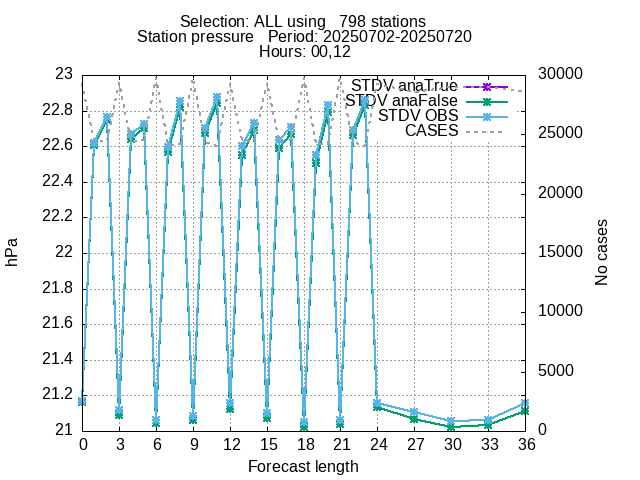 Selection: ALL using   798 stations
Station pressure   Period: 20250702-20250720
Hours: 00,12
23
22.8
22.6
22.4
22.2
22
21.8
21.6
21.4
21.2
21
hPa
30000
25000
20000
15000
10000
5000
0
No cases
STDV anaTrue
STDV anaFalse
STDV OBS
CASES
0 3 6 9 12 15 18 21 24 27 30 33 36
Forecast length